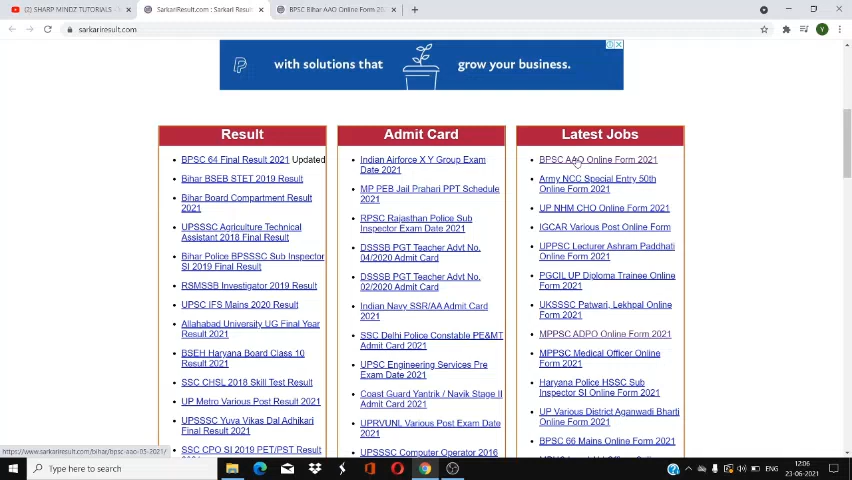 (2) SHARP MINDZ TUTORIALS -
SarkariResult.com : Sarkari Resul
BPSC Bihar AAO Online Form 2
sarkariresult.com
Y
with solutions that
grow your business.
Result
BPSC 64 Final Result 2021 Updated
Bihar BSEB STET 2019 Result
Bihar Board Compartment Result
2021
UPSSSC Agriculture Technical
Assistant 2018 Final Result
Bihar Police BPSSSC Sub Inspector
SI 2019 Final Result
RSMSSB Investigator 2019 Result
UPSC IFS Mains 2020 Result
Allahabad University UG Final Year
Result 2021
BSEH Haryana Board Class 10
Result 2021
SSC CHSL 2018 Skill Test Result
UP Metro Various Post Result 2021
UPSSSC Yuva Vikas Dal Adhikari
Final Result 2021
SSC CPO SI 2019 PET/PST Result
Admit Card
Indian Airforce X Y Group Exam
Date 2021
MP PEB Jail Prahari PPT Schedule
2021
RPSC Rajasthan Police Sub
Inspector Exam Date 2021
DSSSB PGT Teacher Advt No.
04/2020 Admit Card
DSSSB PGT Teacher Advt No.
02/2020 Admit Card
Indian Navy SSR/AA Admit Card
2021
SSC Delhi Police Constable PE&MT
Admit Card 2021
UPSC Engineering Services Pre
Exam Date 2021
Coast Guard Yantrik / Navik Stage II
Admit Card 2021
UPRVUNL Various Post Exam Date
2021
UPSSSC Computer Operator 2016
Latest Jobs
BPSC AAO Online Form 2021
Army NCC Special Entry 50th
Online Form 2021
UP NHM CHO Online Form 2021
IGCAR Various Post Online Form
UPPSC Lecturer Ashram Paddhati
Online Form 2021
PGCIL UP Diploma Trainee Online
Form 2021
UKSSSC Patwari, Lekhpal Online
Form 2021
MPPSC ADPO Online Form 2021
MPPSC Medical Officer Online
Form 2021
Haryana Police HSSC Sub
Inspector SI Online Form 2021
UP Various District Aganwadi Bharti
Online Form 2021
BPSC 66 Mains Online Form 2021
https://www.sarkariresult.com/bihar/bpsc-aao-05-2021/
Type here to search
ENG
12:06
23-06-2021